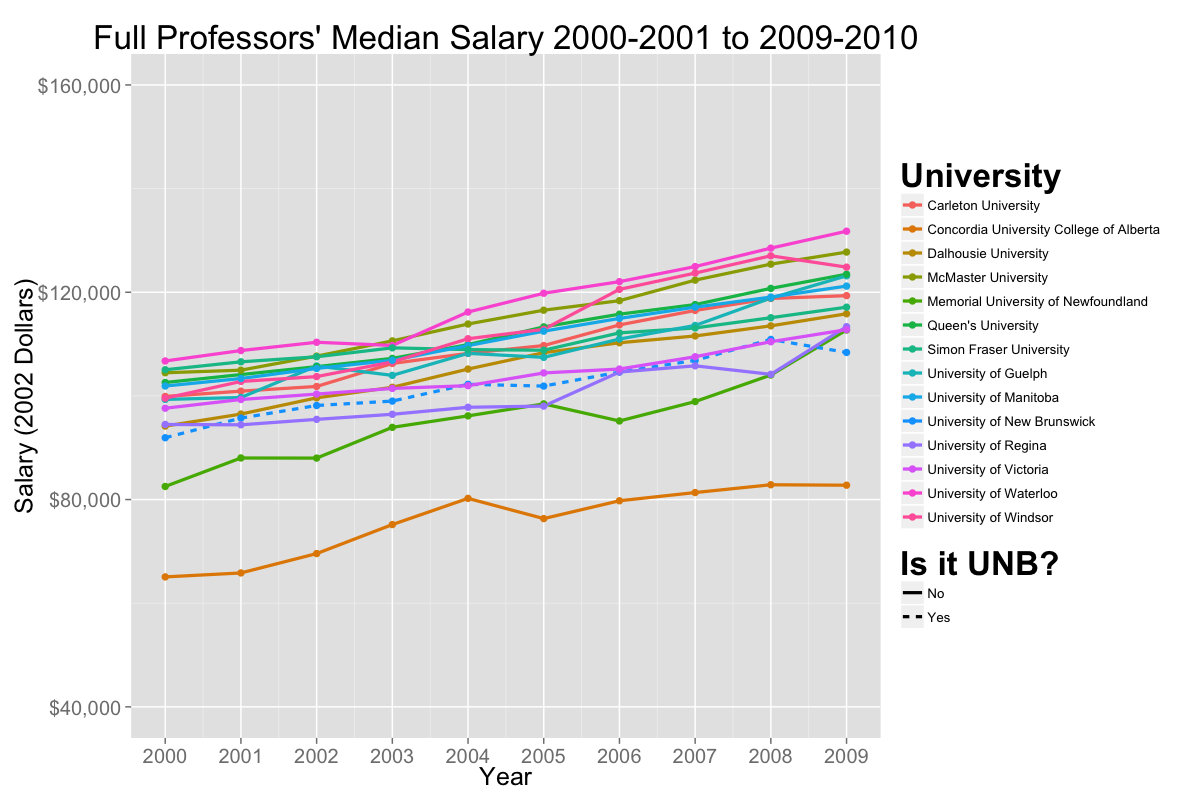 Full Professors' Median Salary 2000-2001 to 2009-2010
$160,000
$120,000
$80,000
$40,000
Salary (2002 Dollars)
2000 2001 2002 2003 2004 2005 2006 2007 2008 2009
Year
University
Carleton University
Concordia University College of Alberta
Dalhousie University
McMaster University
Memorial University of Newfoundland
Queen's University
Simon Fraser University
University of Guelph
University of Manitoba
University of New Brunswick
University of Regina
University of Victoria
University of Waterloo
University of Windsor
Is it UNB?
No
Yes